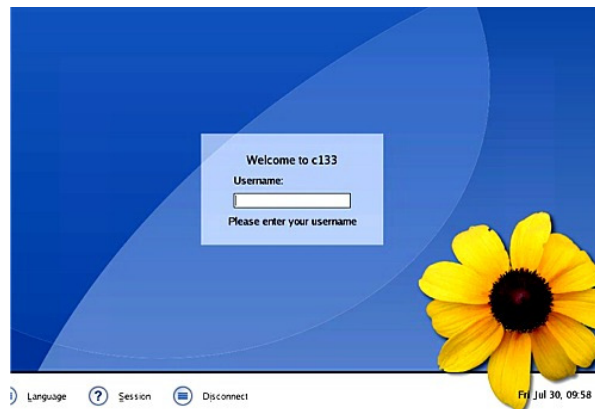 Welcome to c133
Username:
Please enter your username
Language
Session
Disconnect
Fri Jul 30, 09:58